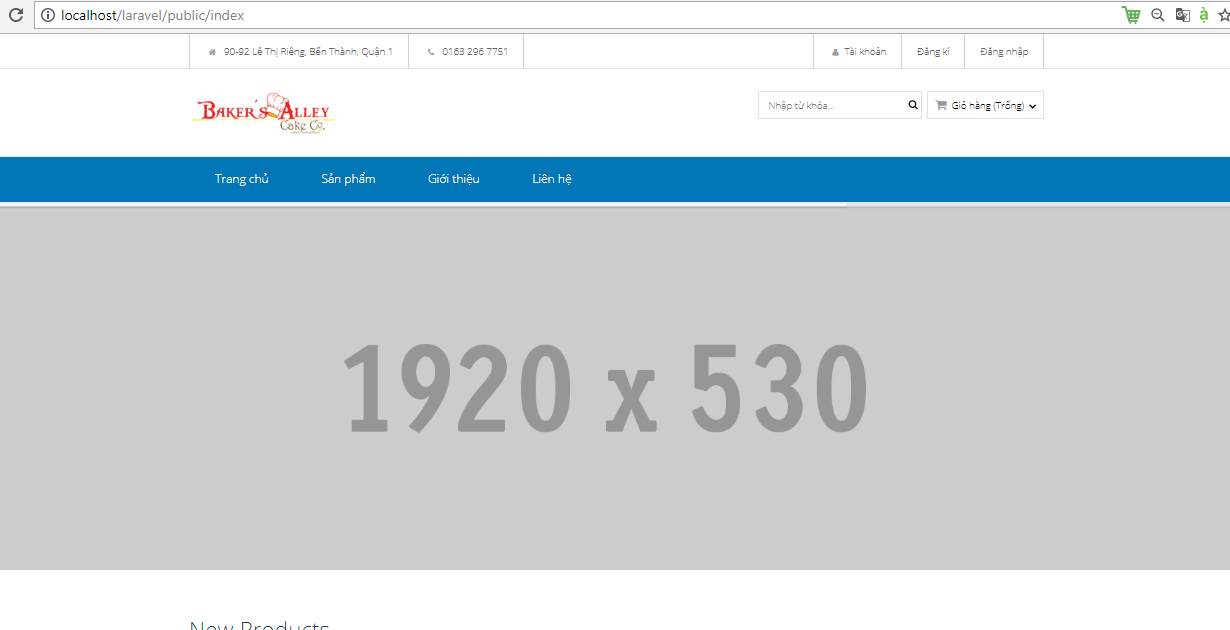 localhost/laravel/public/index
90-92 Lê Thị Riêng, Bến Thành, Quận 1
0163 296 7751
Tài khoản
Đăng kí
Đăng nhập
BAKER'S ALLEY
Cake Co.
Nhập từ khóa...
Giỏ hàng (Trống)
Trang chủ
Sản phẩm
Giới thiệu
Liên hệ
1920 x 530
New Products